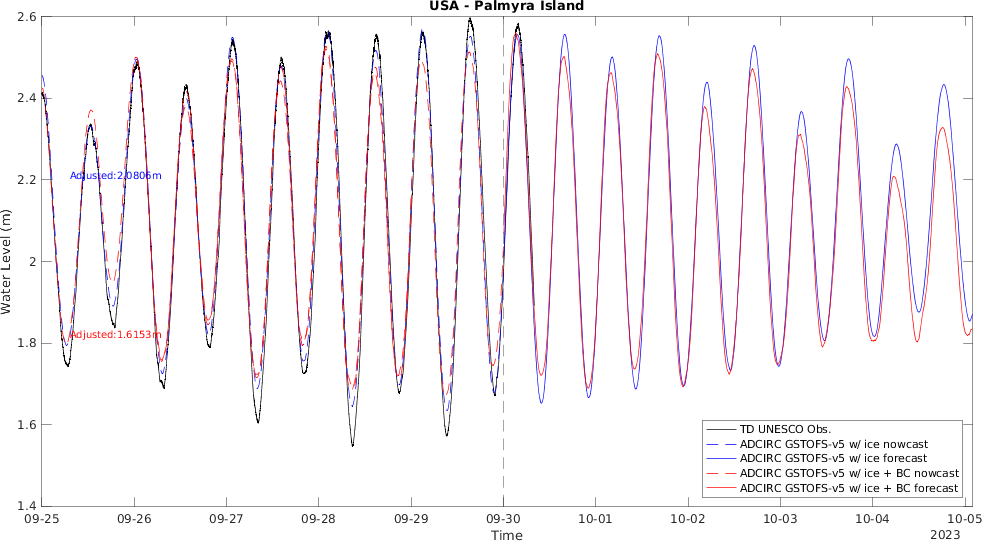 USA - Palmyra Island
2.6
2.4
2.2
2
1.8
1.6
1.4
Water Level (m)
Adjusted:2.0806m
Adjusted:1.6153m
TD UNESCO Obs.
ADCIRC GSTOFS-v5 w/ ice nowcast
ADCIRC GSTOFS-v5 w/ ice forecast
ADCIRC GSTOFS-v5 w/ ice + BC nowcast
ADCIRC GSTOFS-v5 w/ ice + BC forecast
09-25 09-26 09-27 09-28 09-29 09-30 10-01 10-02 10-03 10-04 10-05
Time
2023